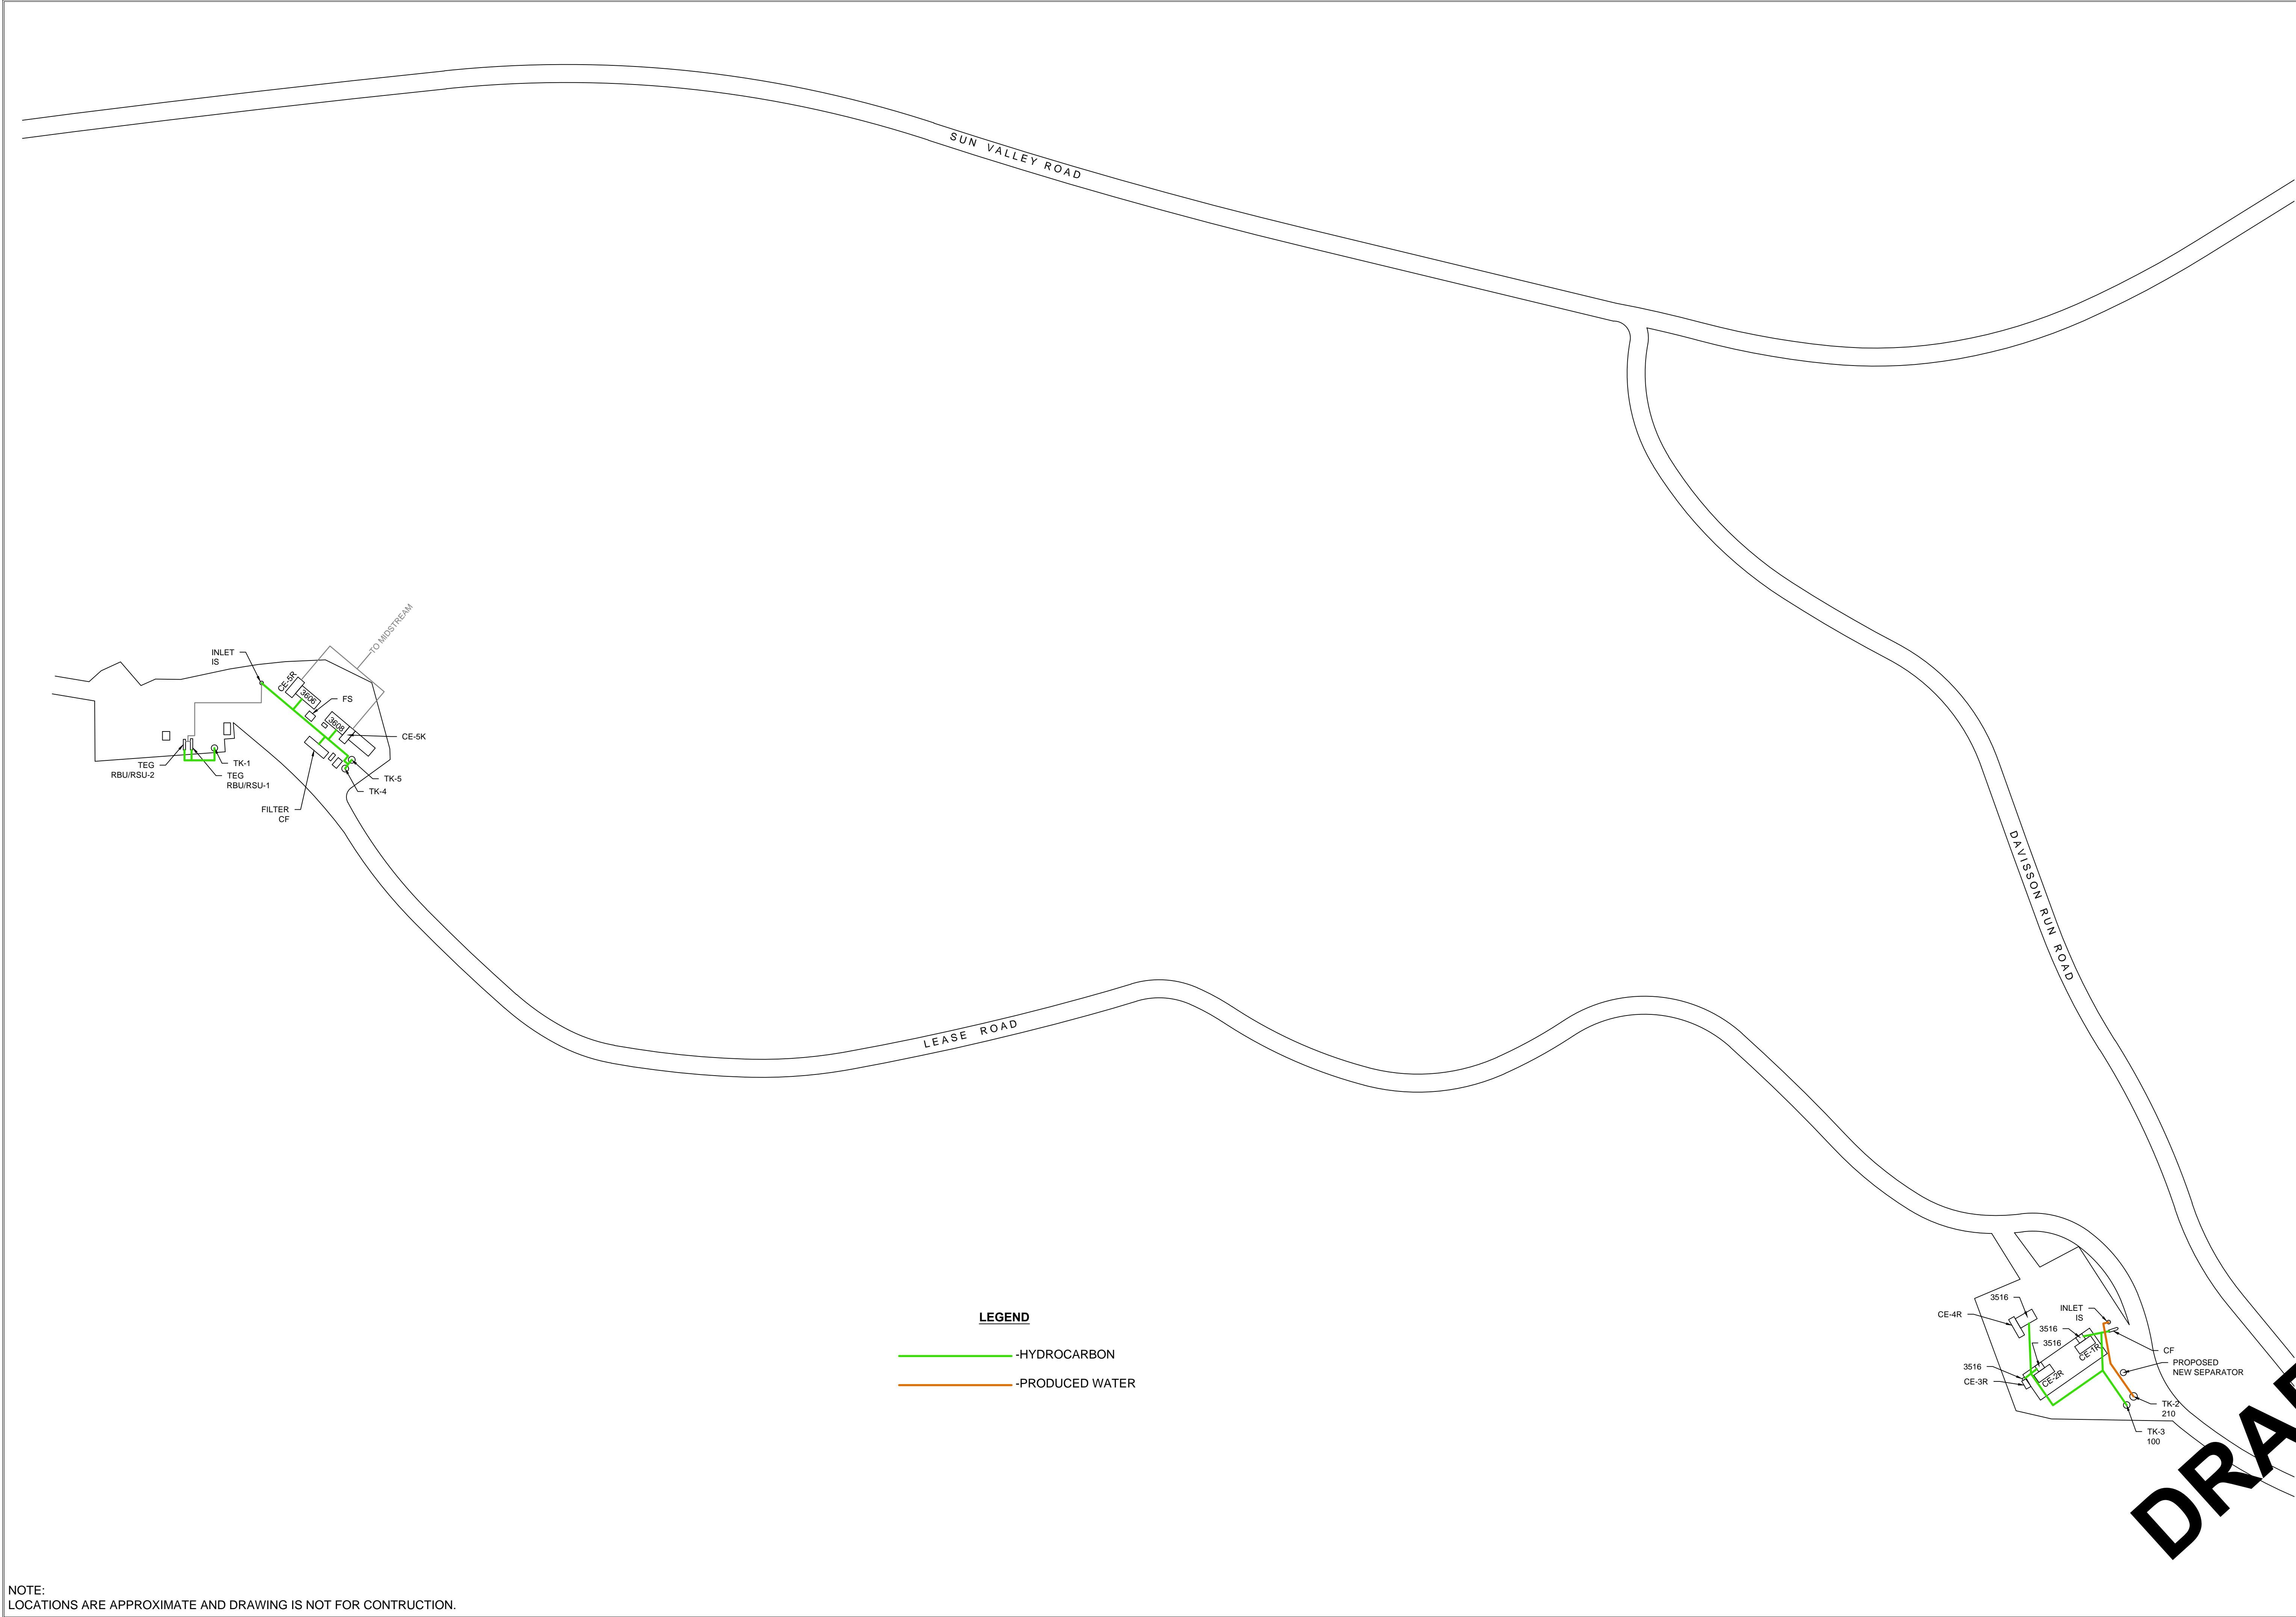 SUN VALLEY ROAD
TO MIDSTREAM
INLET
IS
CE-5R
3606
FS
3608
CE-5K
TEG
RBU/RSU-2
TK-1
TEG
RBU/RSU-1
TK-5
TK-4
FILTER
CF
DAVISSON RUN ROAD
LEASE ROAD
3516
CE-4R
INLET
IS
3516
3516
CE-1R
CF
PROPOSED
NEW SEPARATOR
3516
CE-3R
CE-2R
TK-2
210
TK-3
100
LEGEND
-HYDROCARBON
-PRODUCED WATER
DRA
NOTE:
LOCATIONS ARE APPROXIMATE AND DRAWING IS NOT FOR CONTRUCTION.